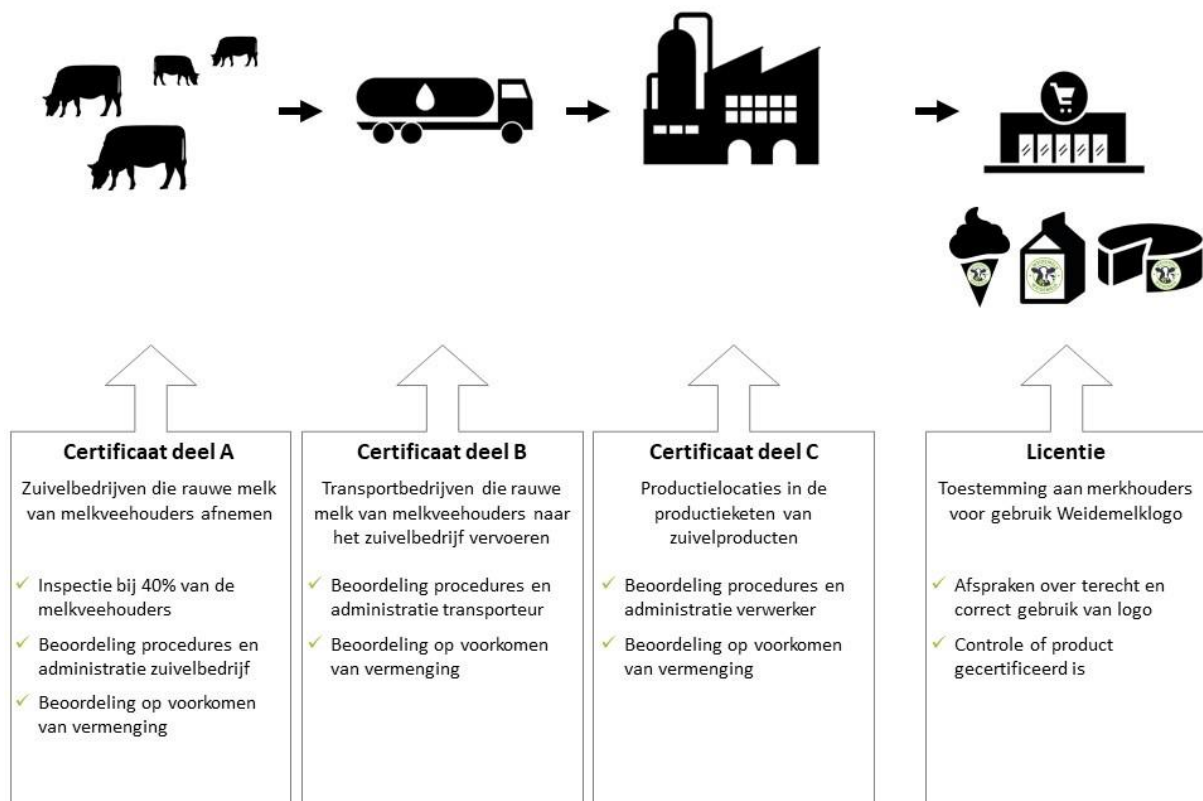 Certificaat deel A
Zuivelbedrijven die rauwe melk
van melkveehouders afnemen
Inspectie bij 40% van de
melkveehouders
Beoordeling procedures en
administratie zuivelbedrijf
Beoordeling op voorkomen
van vermenging
Certificaat deel B
Transportbedrijven die rauwe
melk van melkveehouders naar
het zuivelbedrijf vervoeren
Beoordeling procedures en
administratie transporteur
Beoordeling op voorkomen
van vermenging
Certificaat deel C
Productielocaties in de
productieketen van
zuivelproducten
Beoordeling procedures en
administratie verwerker
Beoordeling op voorkomen
van vermenging
Licentie
Toestemming aan merkhouders
voor gebruik Weidemelklogo
Afspraken over terecht en
correct gebruik van logo
Controle of product
gecertificeerd is